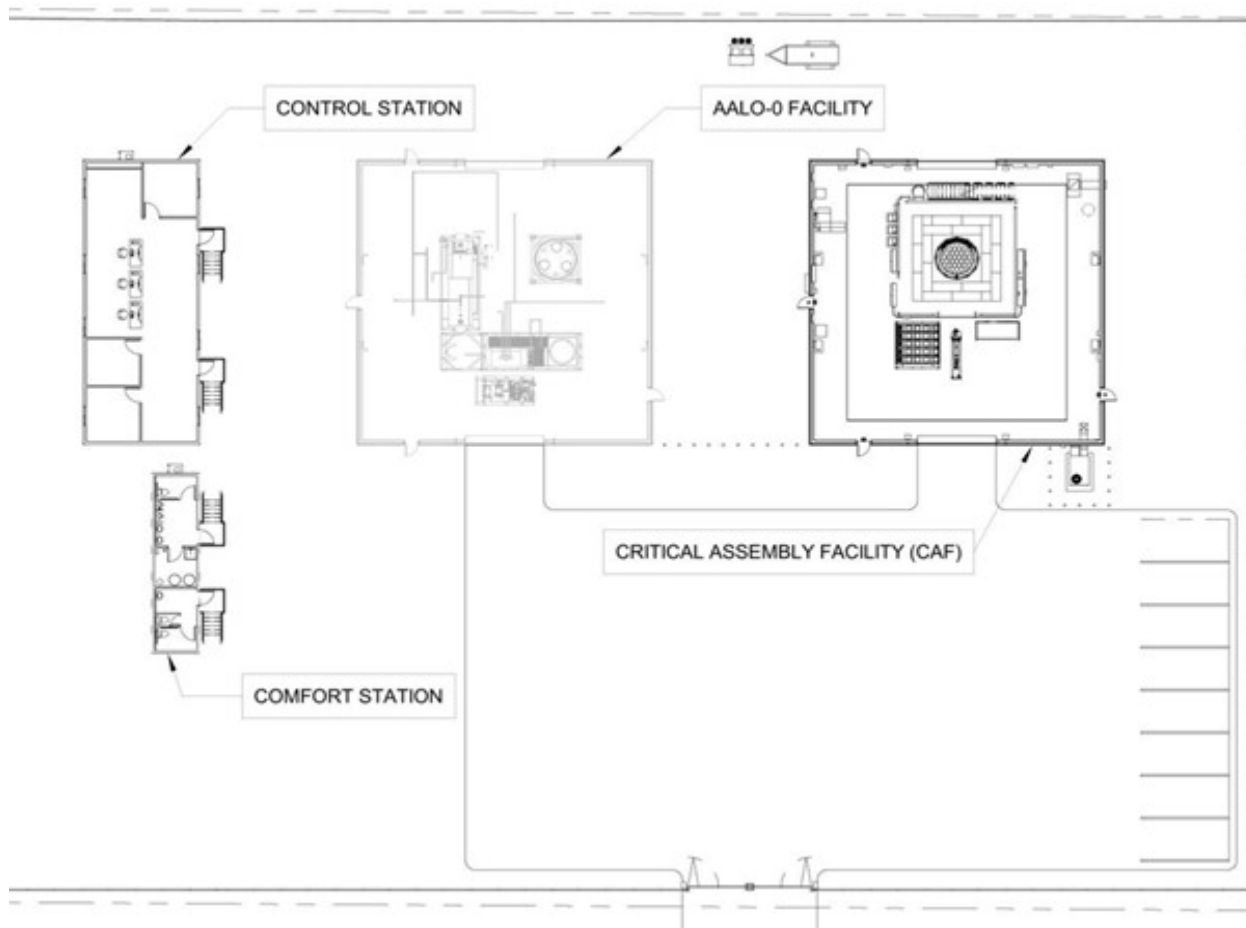 CONTROL STATION
AALO-0 FACILITY
CRITICAL ASSEMBLY FACILITY (CAF)
COMFORT STATION